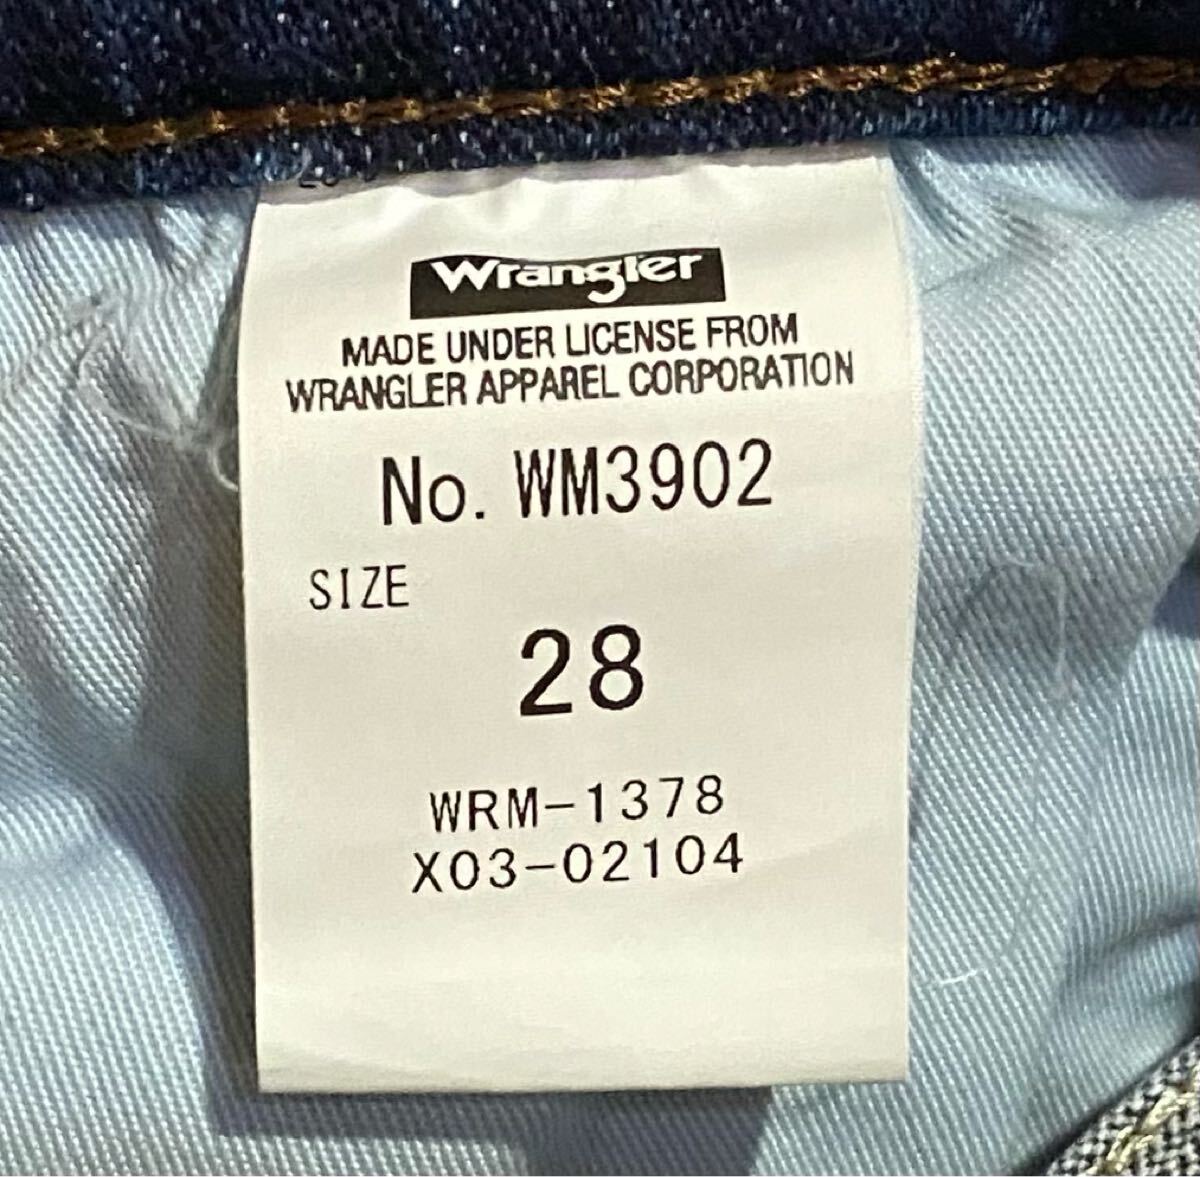 Wrangler
MADE UNDER LICENSE FROM
WRANGLER APPAREL CORPORATION
No. WM3902
SIZE
28
WRM-1378
X03-02104